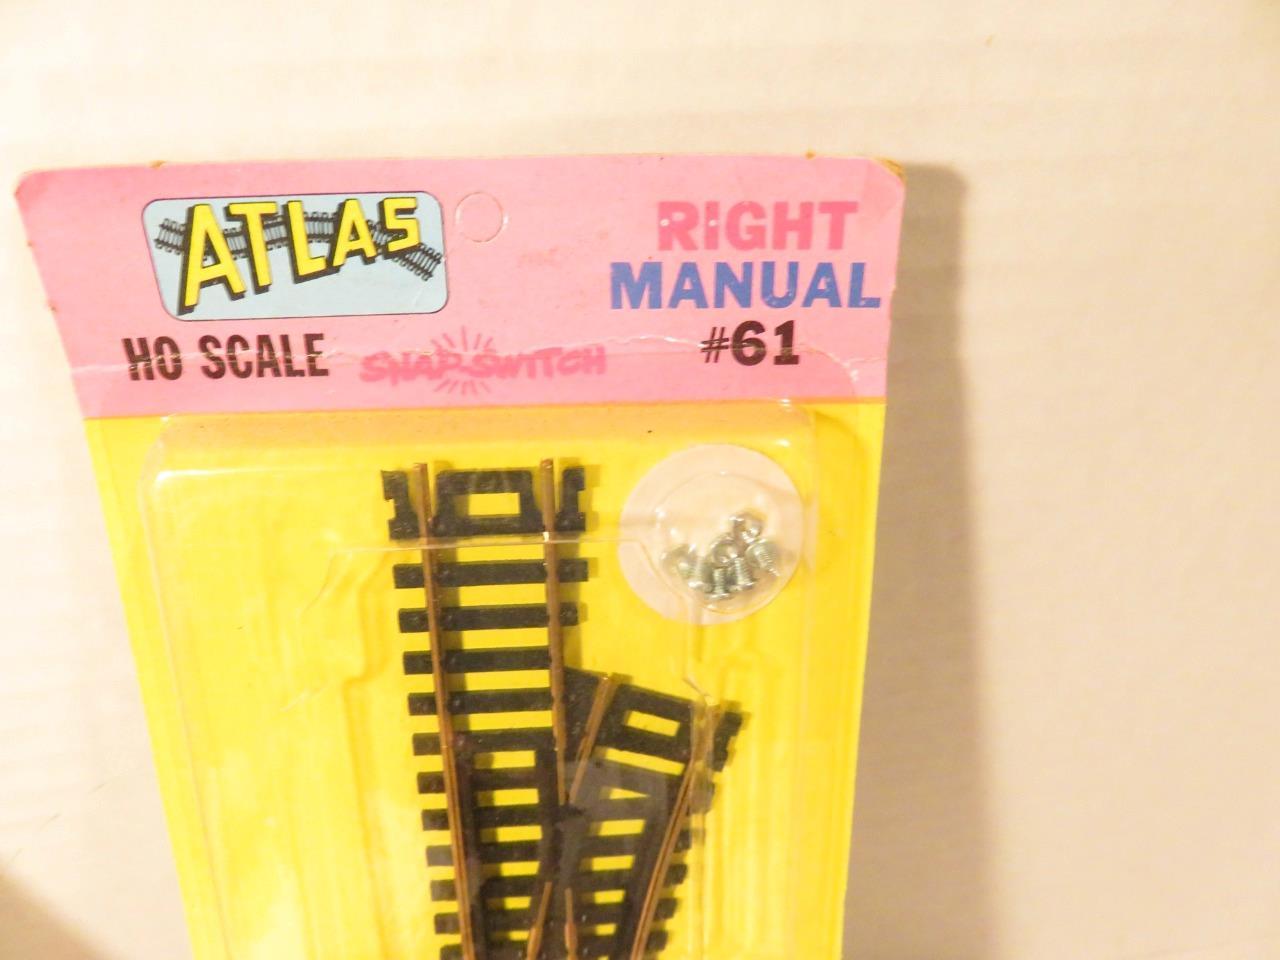 ATLAS
HO SCALE
SNAP-SWITCH
RIGHT
MANUAL
#61